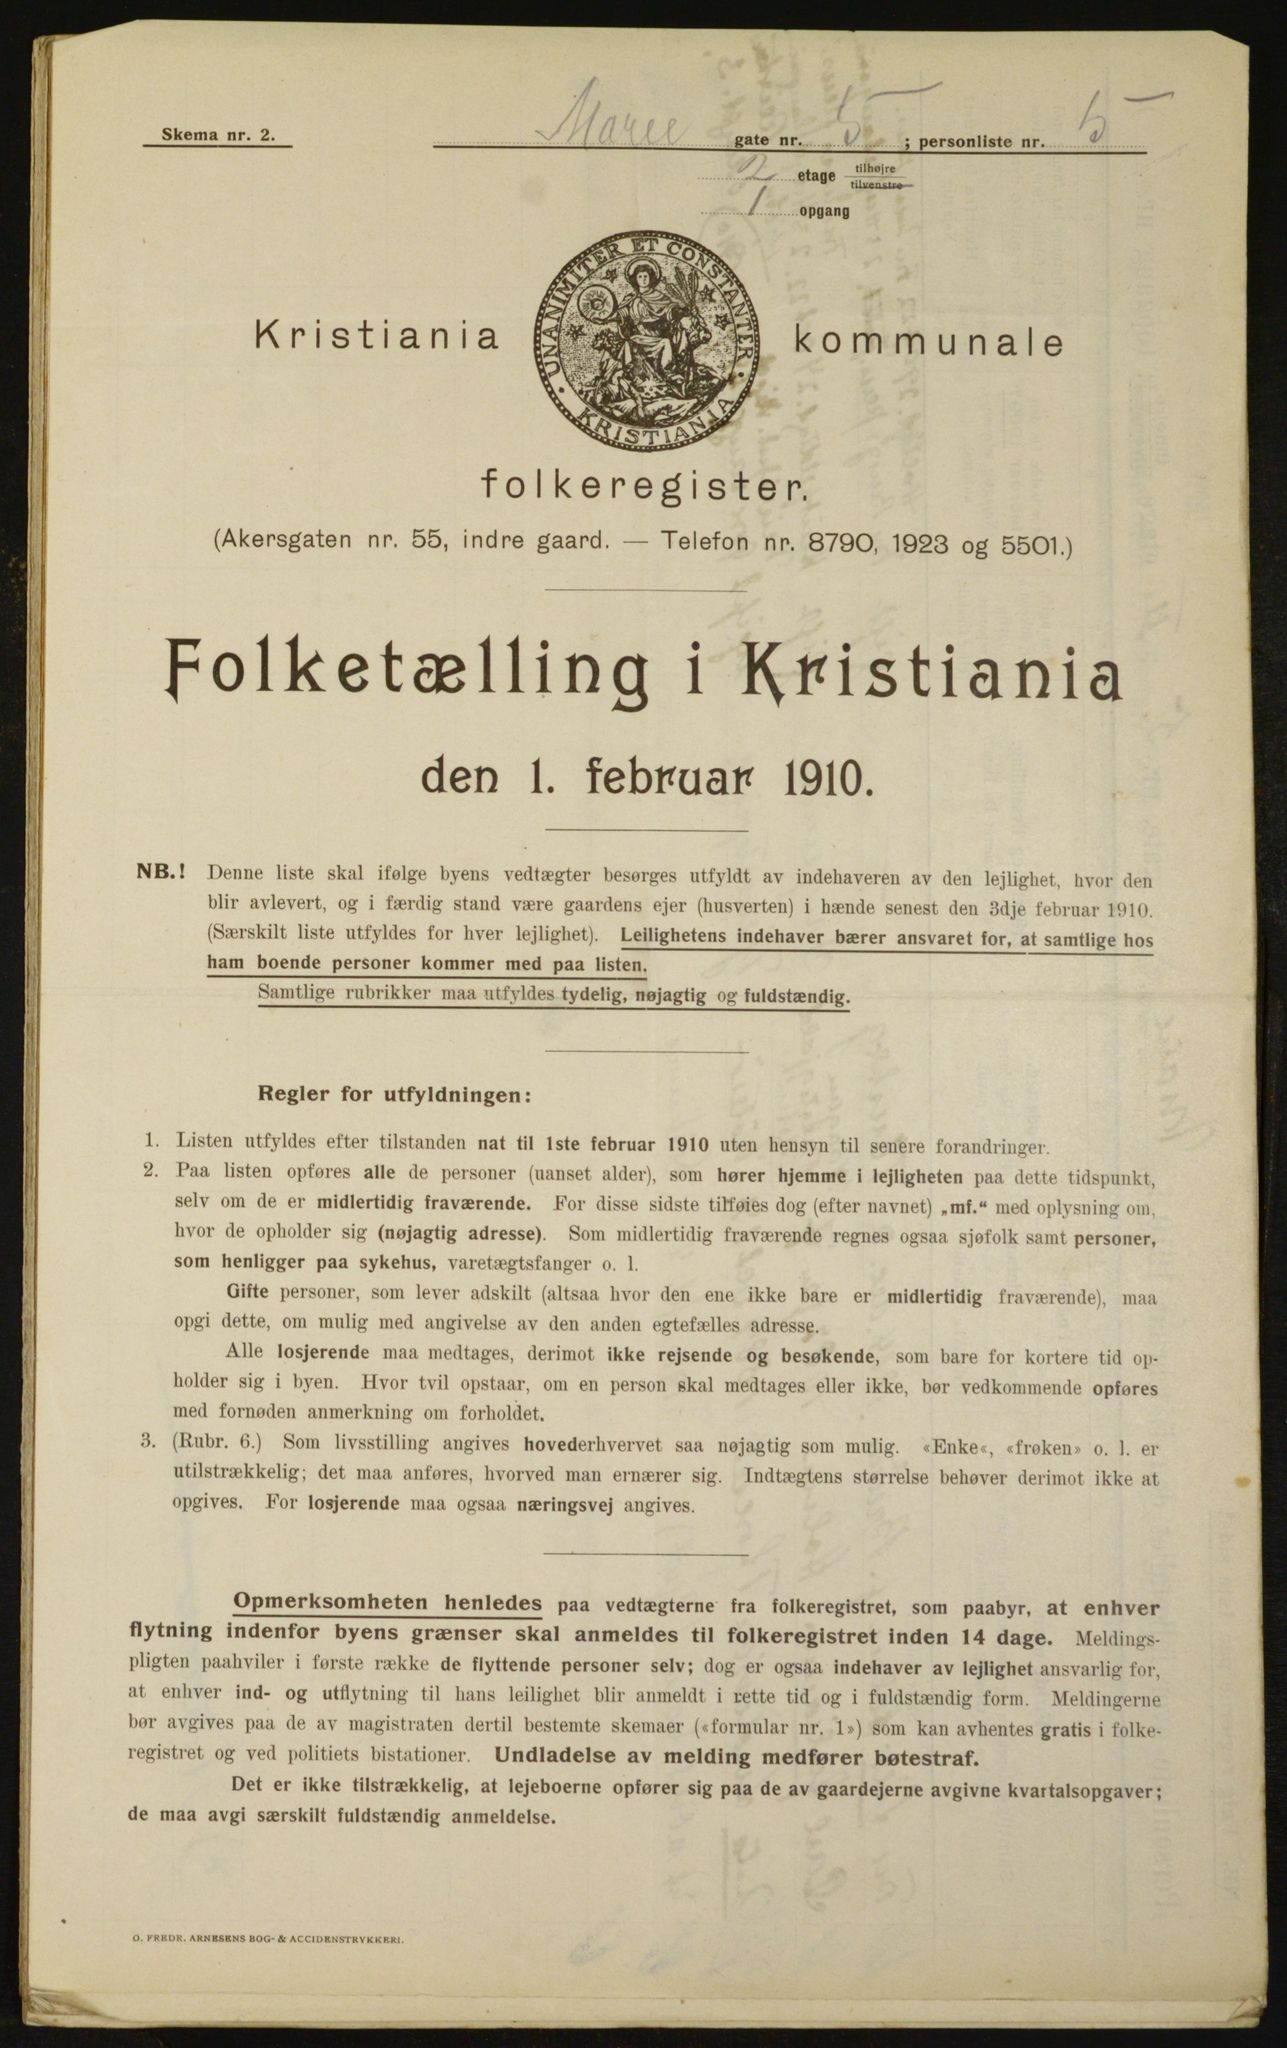 Skema nr. 2.
Maree gate nr. 5 ; personliste nr. 5
2 etage tilhøjre
tilvenstre
1 opgang
UNANIMITER ET CONSTANTER · KRISTIANIA ·
Kristiania kommunale
folkeregister.
(Akersgaten nr. 55, indre gaard. — Telefon nr. 8790, 1923 og 5501.)
Folketælling i Kristiania
den 1. februar 1910.
NB.! Denne liste skal ifølge byens vedtægter besørges utfyldt av indehaveren av den lejlighet, hvor den
blir avlevert, og i færdig stand være gaardens ejer (husverten) i hænde senest den 3dje februar 1910.
(Særskilt liste utfyldes for hver lejlighet). Leilighetens indehaver bærer ansvaret for, at samtlige hos
ham boende personer kommer med paa listen.
Samtlige rubrikker maa utfyldes tydelig, nøjagtig og fuldstændig.
Regler for utfyldningen:
1. Listen utfyldes efter tilstanden nat til 1ste februar 1910 uten hensyn til senere forandringer.
2. Paa listen opføres alle de personer (uanset alder), som hører hjemme i lejligheten paa dette tidspunkt,
selv om de er midlertidig fraværende. For disse sidste tilføies dog (efter navnet) „mf.“ med oplysning om,
hvor de opholder sig (nøjagtig adresse). Som midlertidig fraværende regnes ogsaa sjøfolk samt personer,
som henligger paa sykehus, varetægtsfanger o. l.
Gifte personer, som lever adskilt (altsaa hvor den ene ikke bare er midlertidig fraværende), maa
opgi dette, om mulig med angivelse av den anden egtefælles adresse.
Alle losjerende maa medtages, derimot ikke rejsende og besøkende, som bare for kortere tid op-
holder sig i byen. Hvor tvil opstaar, om en person skal medtages eller ikke, bør vedkommende opføres
med fornøden anmerkning om forholdet.
3. (Rubr. 6.) Som livsstilling angives hovederhvervet saa nøjagtig som mulig. «Enke«, «frøken» o. l. er
utilstrækkelig; det maa anføres, hvorved man ernærer sig. Indtægtens størrelse behøver derimot ikke at
opgives. For losjerende maa ogsaa næringsvej angives.
Opmerksomheten henledes paa vedtægterne fra folkeregistret, som paabyr, at enhver
flytning indenfor byens grænser skal anmeldes til folkeregistret inden 14 dage. Meldings-
pligten paahviler i første række de flyttende personer selv; dog er ogsaa indehaver av lejlighet ansvarlig for,
at enhver ind- og utflytning til hans leilighet blir anmeldt i rette tid og i fuldstændig form. Meldingerne
bør avgives paa de av magistraten dertil bestemte skemaer («formular nr. 1») som kan avhentes gratis i folke-
registret og ved politiets bistationer. Undladelse av melding medfører bøtestraf.
Det er ikke tilstrækkelig, at lejeboerne opfører sig paa de av gaardejerne avgivne kvartalsopgaver;
de maa avgi særskilt fuldstændig anmeldelse.
O. FREDR. ARNESENS BOG- & ACCIDENSTRYKKERI.